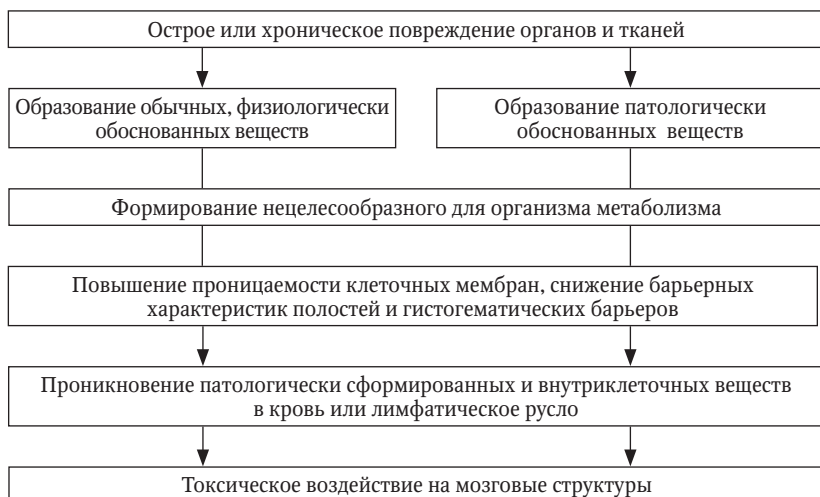 Острое или хроническое повреждение органов и тканей
Образование обычных, физиологически
обоснованных веществ
Образование патологически
обоснованных веществ
Формирование нецелесообразного для организма метаболизма
Повышение проницаемости клеточных мембран, снижение барьерных
характеристик полостей и гистогематических барьеров
Проникновение патологически сформированных и внутриклеточных веществ
в кровь или лимфатическое русло
Токсическое воздействие на мозговые структуры